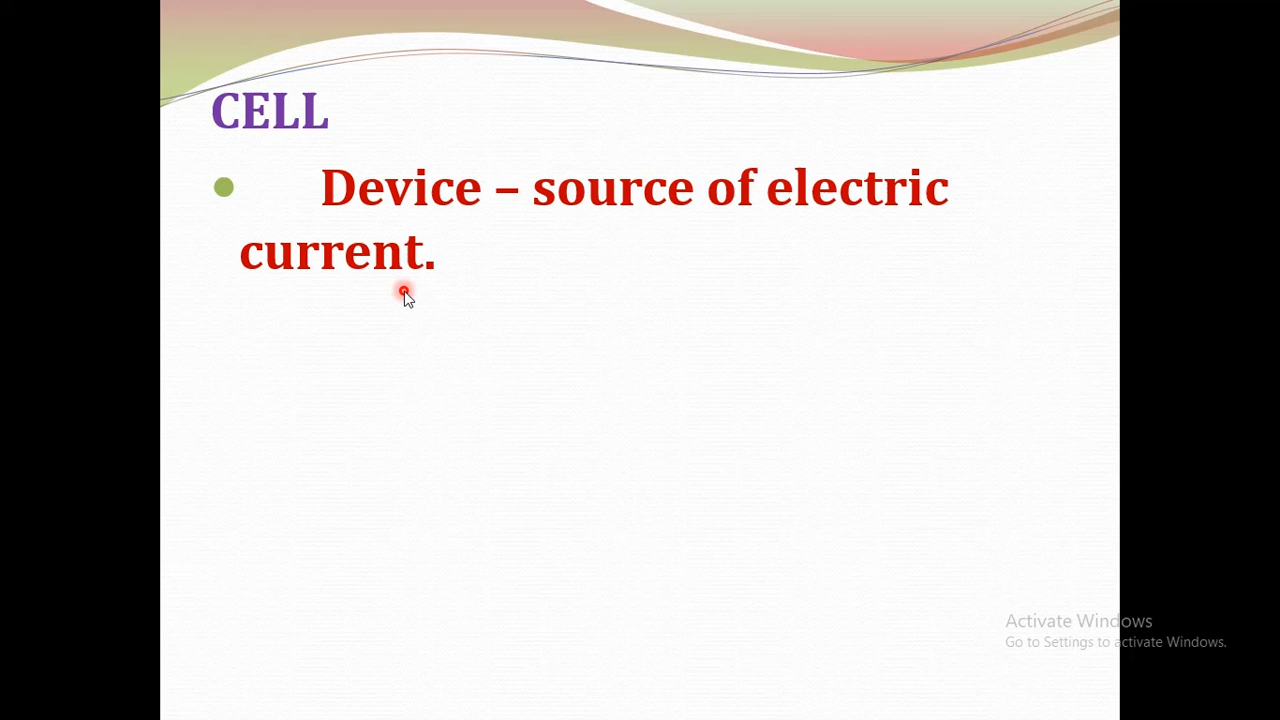 CELL
Device – source of electric
current.
Activate Windows
Go to Settings to activate Windows.